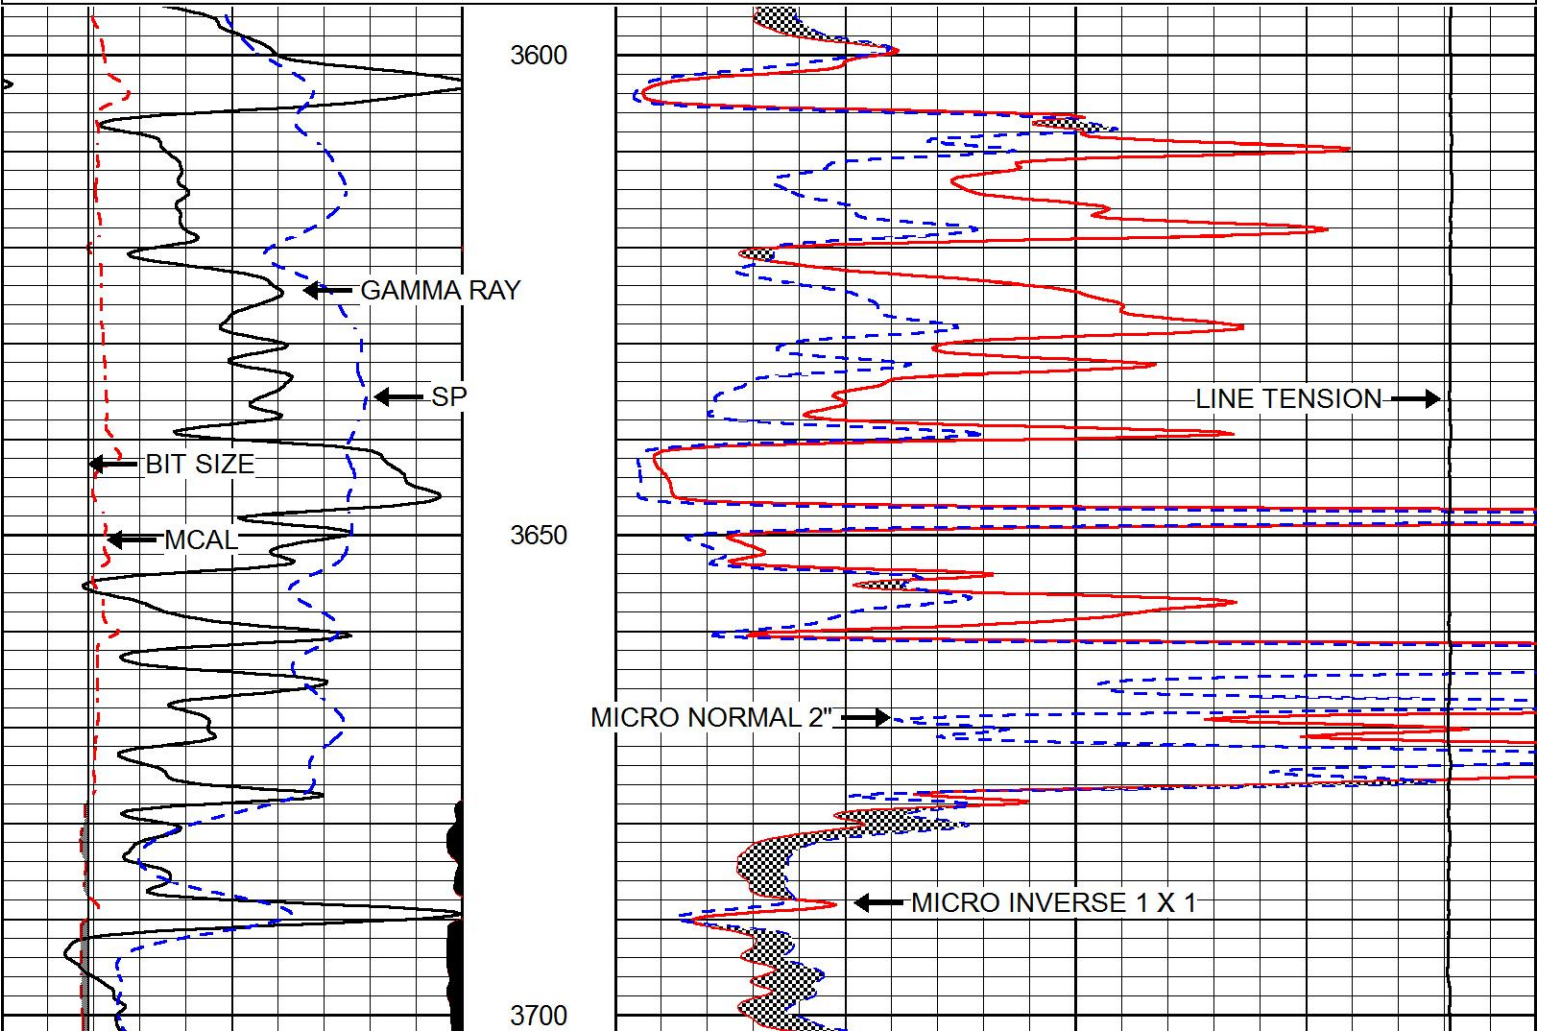 3600
GAMMA RAY
SP
LINE TENSION
BIT SIZE
3650
MCAL
MICRO NORMAL 2"
MICRO INVERSE 1 X 1
3700